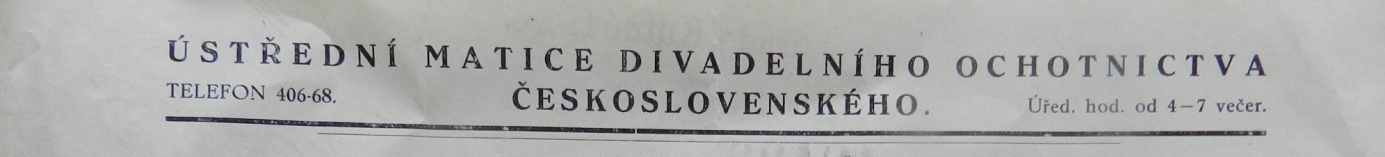 ÚSTŘEDNÍ MATICE DIVADELNÍHO OCHOTNICTVA
TELEFON 406-68. ČESKOSLOVENSKÉHO. Úřed. hod. od 4—7 večer.